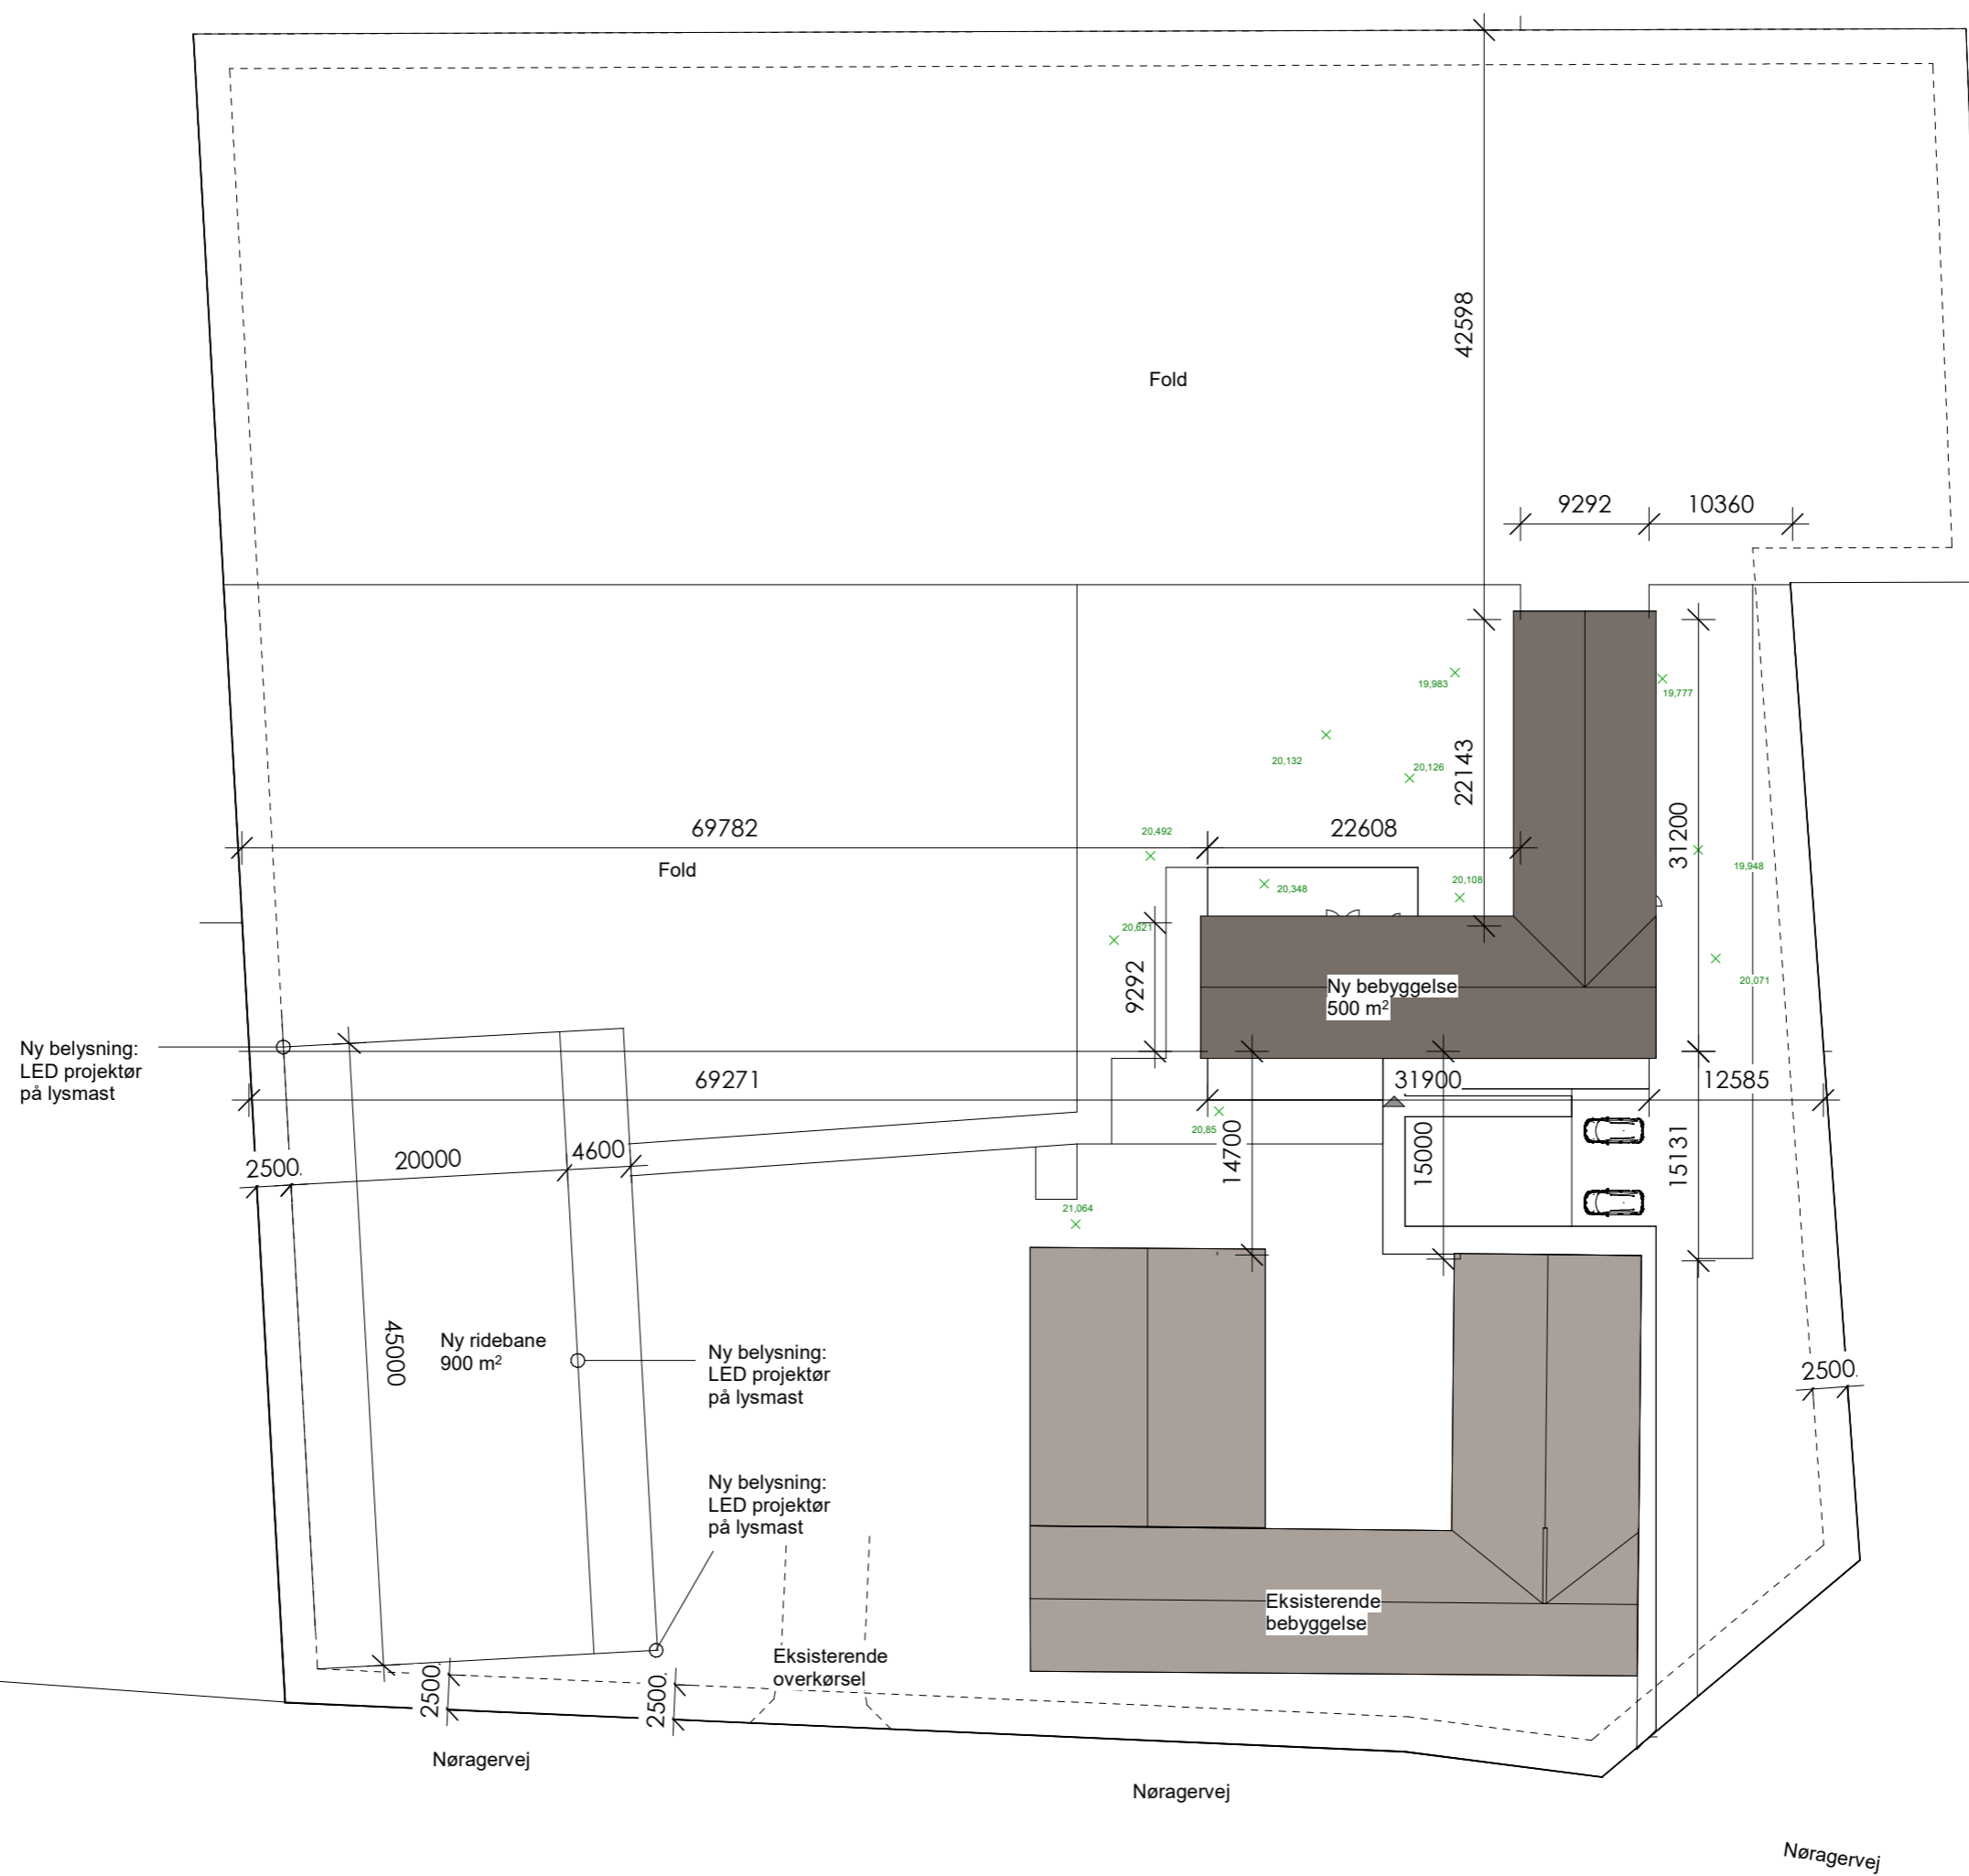 42598
Fold
9292
10360
19,983
19,777
20,132
20,126
22143
31200
69782
22608
20,492
19,948
Fold
20,348
20,108
20,621
9292
20,071
Ny bebyggelse
500 m²
Ny belysning:
LED projektør
på lysmast
69271
31900
12585
20,85
14700
15000
15131
2500.
20000
4600
21,064
45000
Ny ridebane
900 m²
Ny belysning:
LED projektør
på lysmast
2500.
Ny belysning:
LED projektør
på lysmast
Eksisterende
bebyggelse
Eksisterende
overkørsel
2500.
2500.
Nøragervej
Nøragervej
Nøragervej